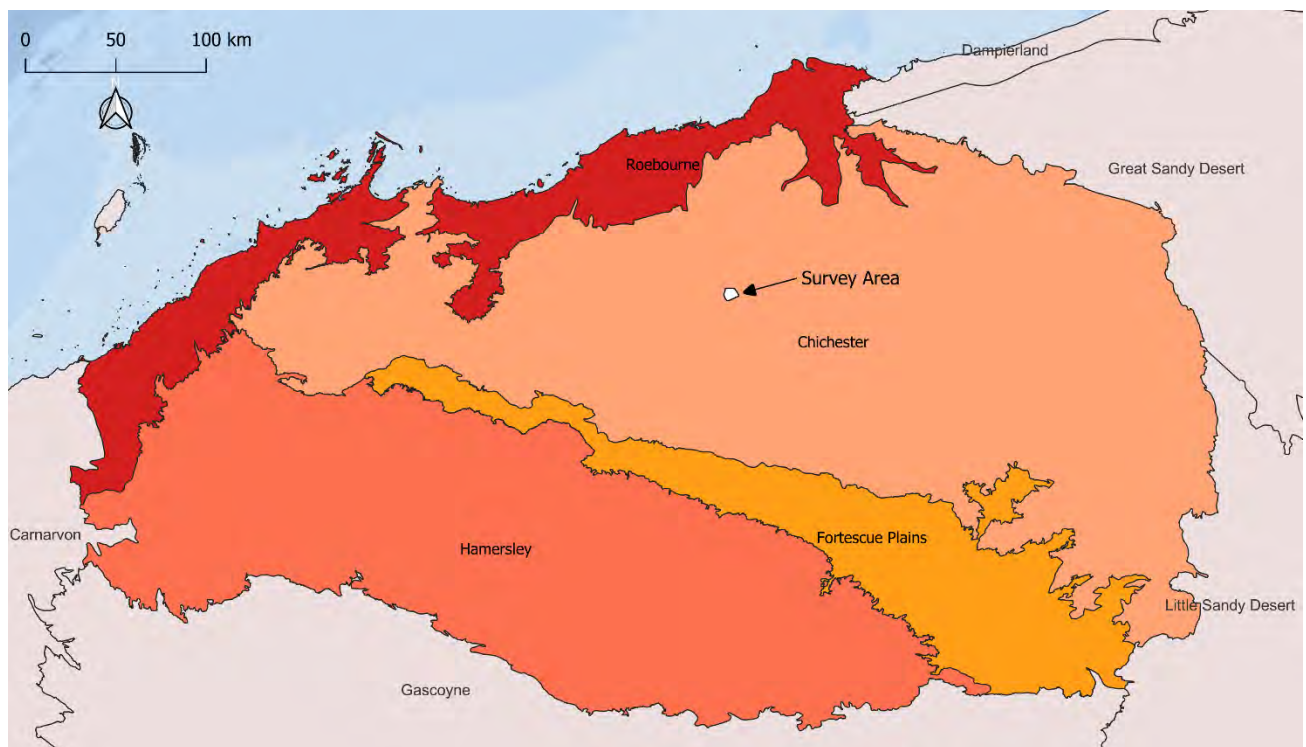 0 50 100 km
Dampierland
Roebourne
Great Sandy Desert
Survey Area
Chichester
Carnarvon
Hamersley
Fortescue Plains
Little Sandy Desert
Gascoyne